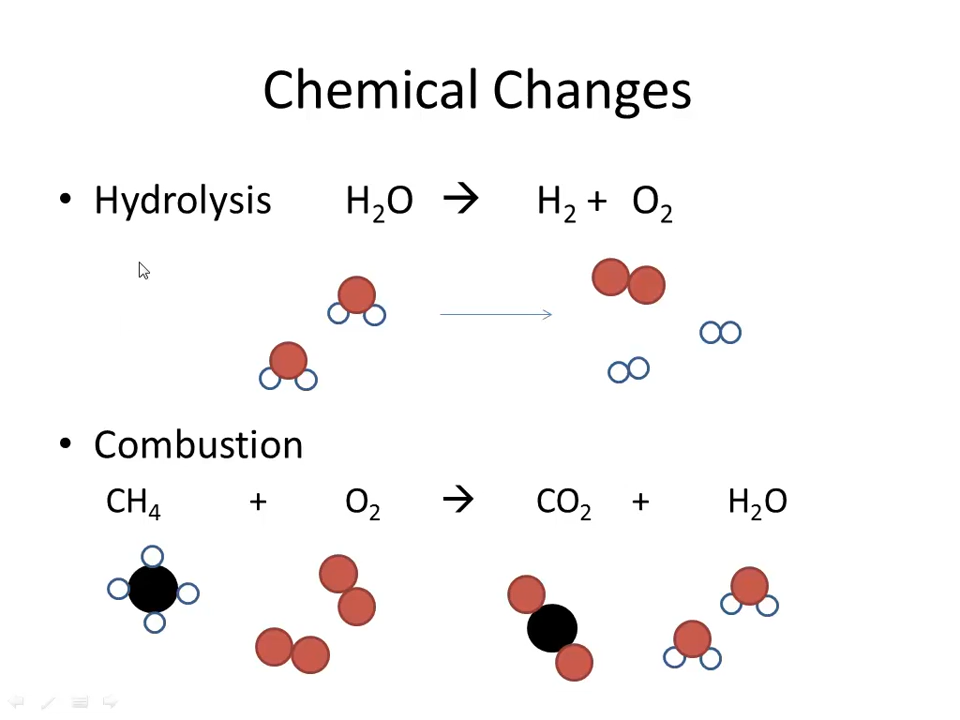 Chemical Changes
• Hydrolysis H₂O → H₂ + O₂
• Combustion
CH₄ + O₂ → CO₂ + H₂O